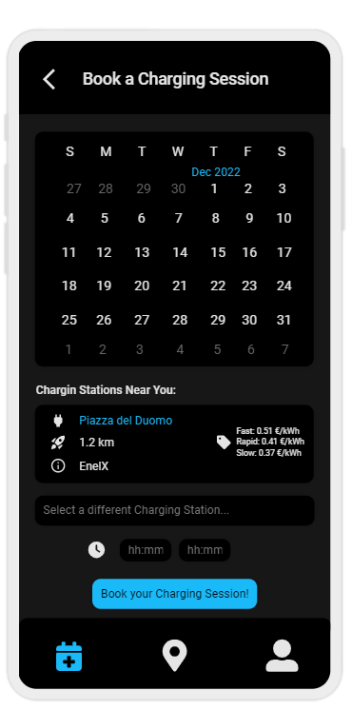 Book a Charging Session
S M T W T F S
Dec 2022
27 28 29 30 1 2 3
4 5 6 7 8 9 10
11 12 13 14 15 16 17
18 19 20 21 22 23 24
25 26 27 28 29 30 31
1 2 3 4 5 6 7
Chargin Stations Near You:
Piazza del Duomo
1.2 km
EnelX
Fast: 0.51 €/kWh
Rapid: 0.41 €/kWh
Slow: 0.37 €/kWh
Select a different Charging Station...
hh:mm hh:mm
Book your Charging Session!